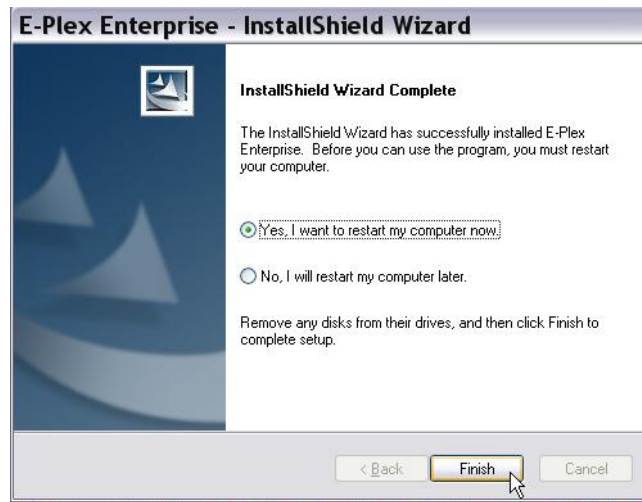 E-Plex Enterprise - InstallShield Wizard
InstallShield Wizard Complete
The InstallShield Wizard has successfully installed E-Plex
Enterprise. Before you can use the program, you must restart
your computer.
Yes, I want to restart my computer now.
No, I will restart my computer later.
Remove any disks from their drives, and then click Finish to
complete setup.
< Back Finish Cancel